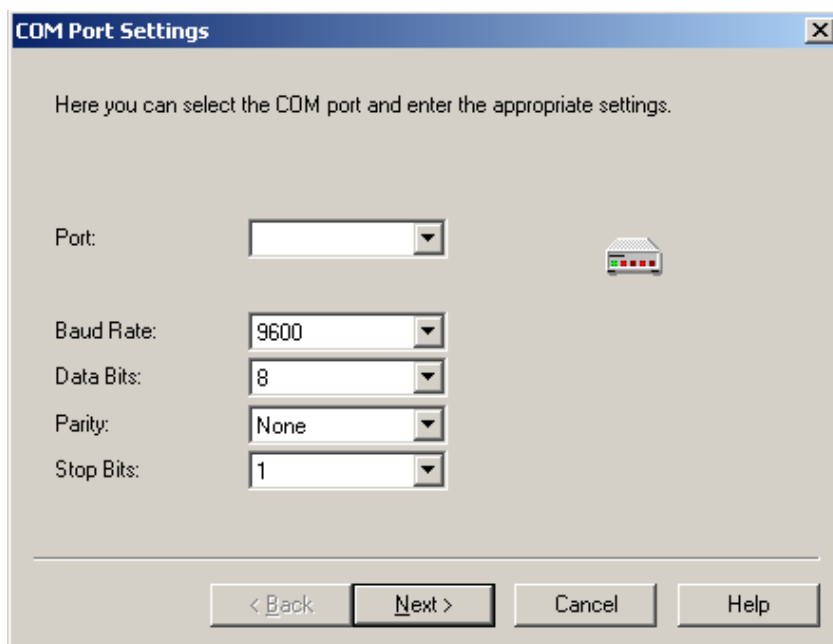 COM Port Settings
Here you can select the COM port and enter the appropriate settings.
Port:
Baud Rate: 9600
Data Bits: 8
Parity: None
Stop Bits: 1
< Back Next > Cancel Help